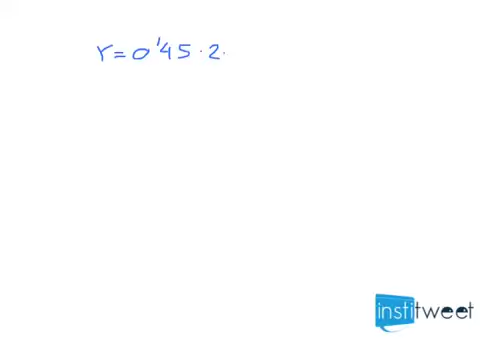 r = 0'45 · 2 ·
institweet